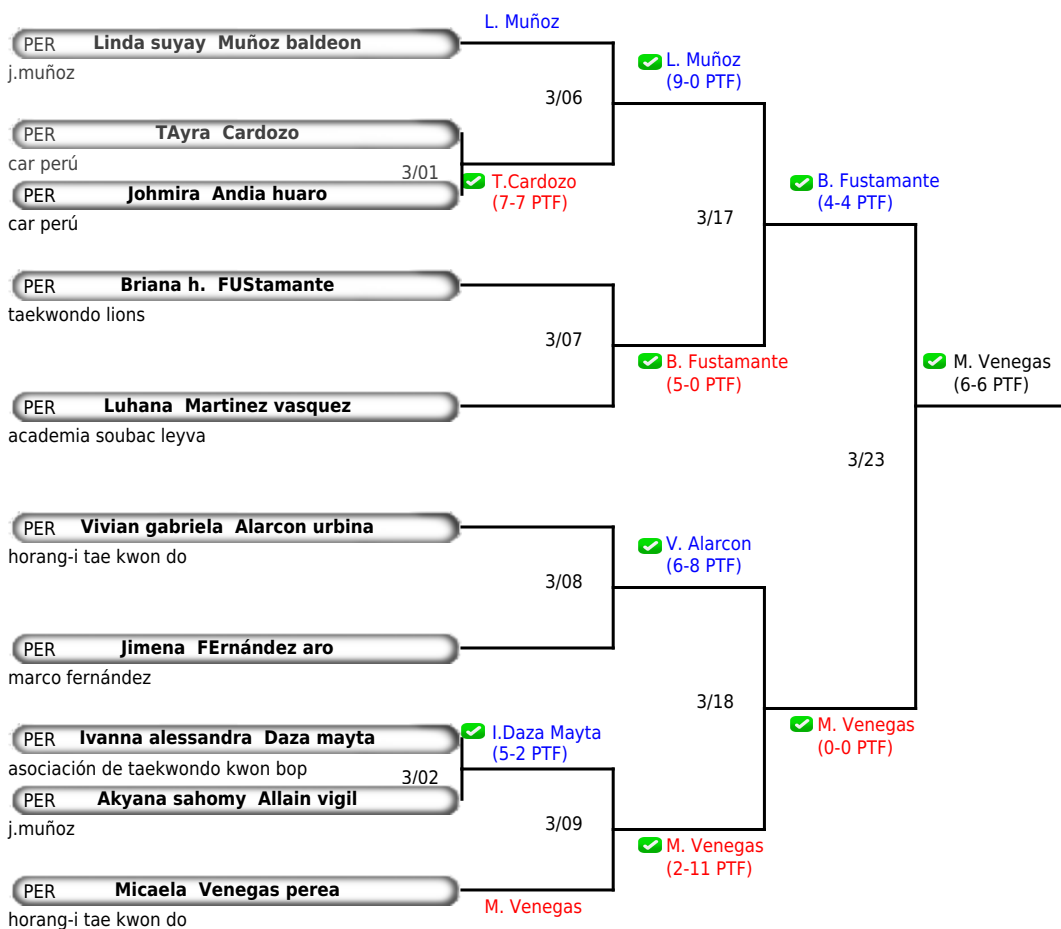 L. Muñoz
PER Linda suyay Muñoz baldeon
j.muñoz
L. Muñoz
(9-0 PTF)
3/06
PER TAyra Cardozo
car perú
3/01
T.Cardozo
(7-7 PTF)
PER Johmira Andia huaro
car perú
B. Fustamante
(4-4 PTF)
3/17
PER Briana h. FUStamante
taekwondo lions
3/07
B. Fustamante
(5-0 PTF)
M. Venegas
(6-6 PTF)
PER Luhana Martinez vasquez
academia soubac leyva
3/23
PER Vivian gabriela Alarcon urbina
horang-i tae kwon do
V. Alarcon
(6-8 PTF)
3/08
PER Jimena FErnández aro
marco fernández
3/18
M. Venegas
(0-0 PTF)
PER Ivanna alessandra Daza mayta
asociación de taekwondo kwon bop
I.Daza Mayta
(5-2 PTF)
3/02
PER Akyana sahomy Allain vigil
j.muñoz
3/09
M. Venegas
(2-11 PTF)
PER Micaela Venegas perea
horang-i tae kwon do
M. Venegas